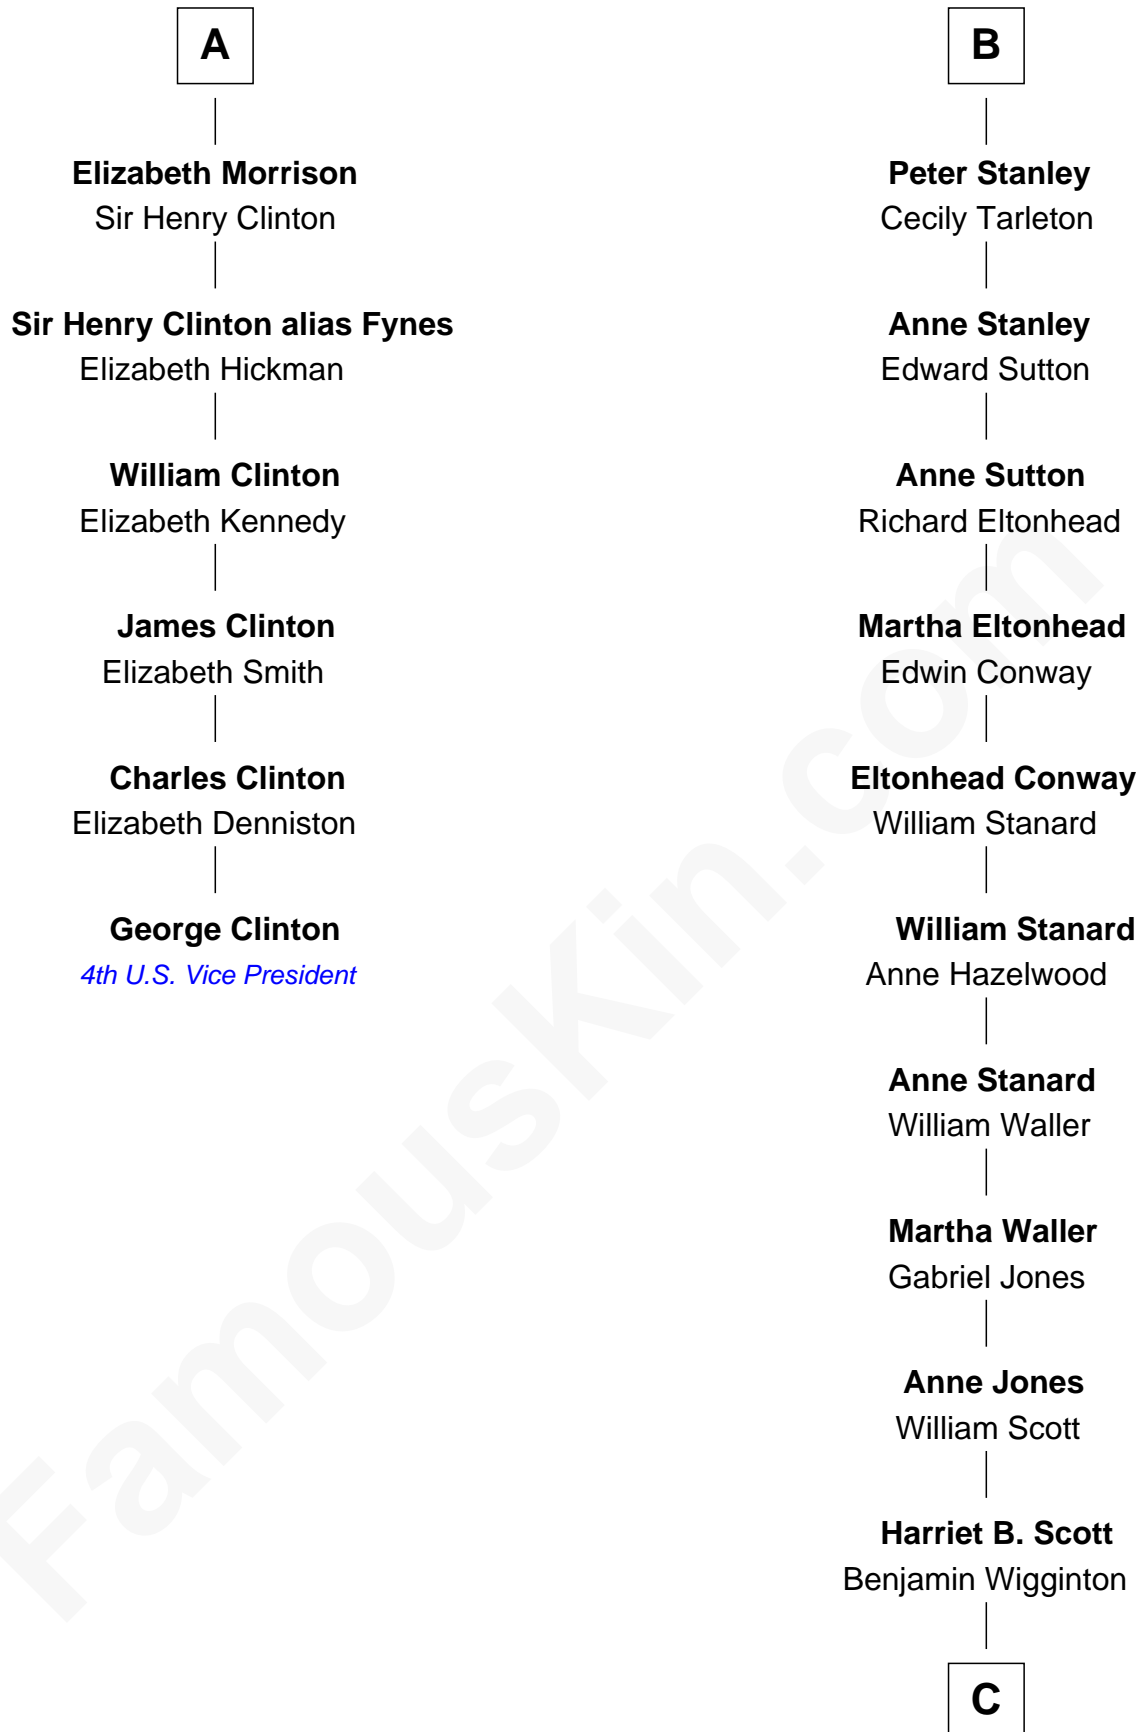 A
Elizabeth Morrison
Sir Henry Clinton
Sir Henry Clinton alias Fynes
Elizabeth Hickman
William Clinton
Elizabeth Kennedy
James Clinton
Elizabeth Smith
Charles Clinton
Elizabeth Denniston
George Clinton
4th U.S. Vice President
B
Peter Stanley
Cecily Tarleton
Anne Stanley
Edward Sutton
Anne Sutton
Richard Eltonhead
Martha Eltonhead
Edwin Conway
Eltonhead Conway
William Stanard
William Stanard
Anne Hazelwood
Anne Stanard
William Waller
Martha Waller
Gabriel Jones
Anne Jones
William Scott
Harriet B. Scott
Benjamin Wigginton
C
FamousKin.com